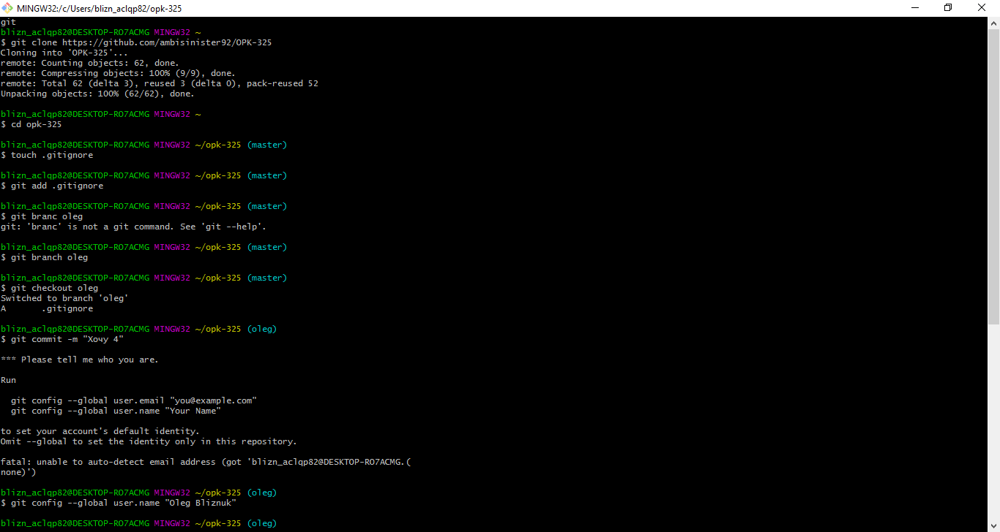 MINGW32:/c/Users/blizn_aclqp82/opk-325
git
blizn_aclqp82@DESKTOP-RO7ACMG MINGW32 ~
$ git clone https://github.com/ambisinister92/OPK-325
Cloning into 'OPK-325'...
remote: Counting objects: 62, done.
remote: Compressing objects: 100% (9/9), done.
remote: Total 62 (delta 3), reused 3 (delta 0), pack-reused 52
Unpacking objects: 100% (62/62), done.
blizn_aclqp82@DESKTOP-RO7ACMG MINGW32 ~
$ cd opk-325
blizn_aclqp82@DESKTOP-RO7ACMG MINGW32 ~/opk-325 (master)
$ touch .gitignore
blizn_aclqp82@DESKTOP-RO7ACMG MINGW32 ~/opk-325 (master)
$ git add .gitignore
blizn_aclqp82@DESKTOP-RO7ACMG MINGW32 ~/opk-325 (master)
$ git branc oleg
git: 'branc' is not a git command. See 'git --help'.
blizn_aclqp82@DESKTOP-RO7ACMG MINGW32 ~/opk-325 (master)
$ git branch oleg
blizn_aclqp82@DESKTOP-RO7ACMG MINGW32 ~/opk-325 (master)
$ git checkout oleg
Switched to branch 'oleg'
A       .gitignore
blizn_aclqp82@DESKTOP-RO7ACMG MINGW32 ~/opk-325 (oleg)
$ git commit -m "Хочу 4"
*** Please tell me who you are.
Run
  git config --global user.email "you@example.com"
  git config --global user.name "Your Name"
to set your account's default identity.
Omit --global to set the identity only in this repository.
fatal: unable to auto-detect email address (got 'blizn_aclqp82@DESKTOP-RO7ACMG.(
none)')
blizn_aclqp82@DESKTOP-RO7ACMG MINGW32 ~/opk-325 (oleg)
$ git config --global user.name "Oleg Bliznuk"
blizn_aclqp82@DESKTOP-RO7ACMG MINGW32 ~/opk-325 (oleg)